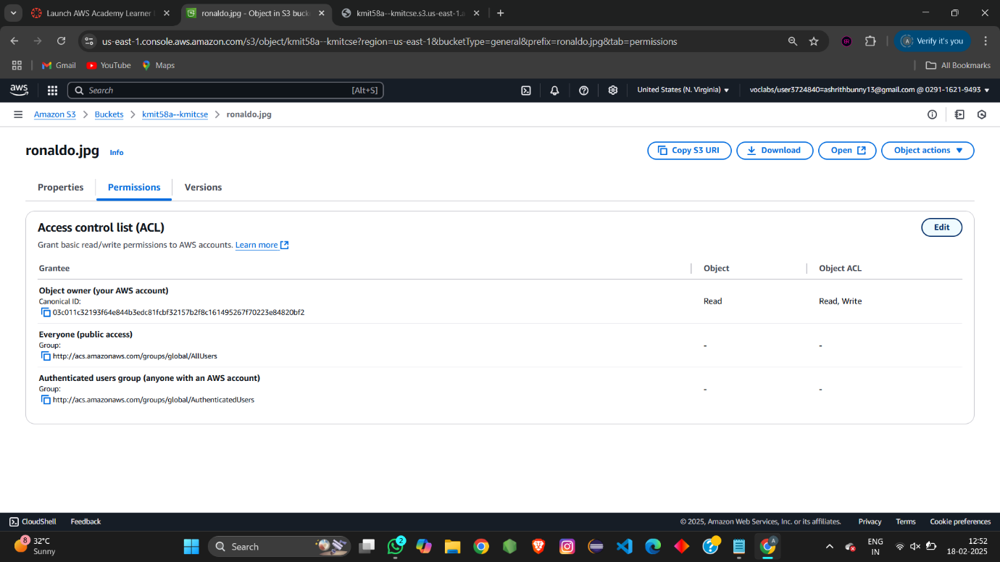 Launch AWS Academy Learner
ronaldo.jpg - Object in S3 buck
kmit58a--kmitcse.s3.us-east-1.a
us-east-1.console.aws.amazon.com/s3/object/kmit58a--kmitcse?region=us-east-1&bucketType=general&prefix=ronaldo.jpg&tab=permissions
A Verify it's you
Gmail YouTube Maps All Bookmarks
aws Search [Alt+S] United States (N. Virginia) voclabs/user3724840=ashrithbunny13@gmail.com @ 0291-1621-9493
Amazon S3 > Buckets > kmit58a--kmitcse > ronaldo.jpg
ronaldo.jpg Info Copy S3 URI Download Open Object actions
Properties Permissions Versions
Access control list (ACL) Edit
Grant basic read/write permissions to AWS accounts. Learn more
Grantee Object Object ACL
Object owner (your AWS account)
Canonical ID: Read Read, Write
03c011c32193f64e844b3edc81fcbf32157b2f8c161495267f70223e84820bf2
Everyone (public access)
Group: - -
http://acs.amazonaws.com/groups/global/AllUsers
Authenticated users group (anyone with an AWS account)
Group: - -
http://acs.amazonaws.com/groups/global/AuthenticatedUsers
CloudShell Feedback © 2025, Amazon Web Services, Inc. or its affiliates. Privacy Terms Cookie preferences
8 32°C Search 2 A ENG 12:52
Sunny IN 18-02-2025